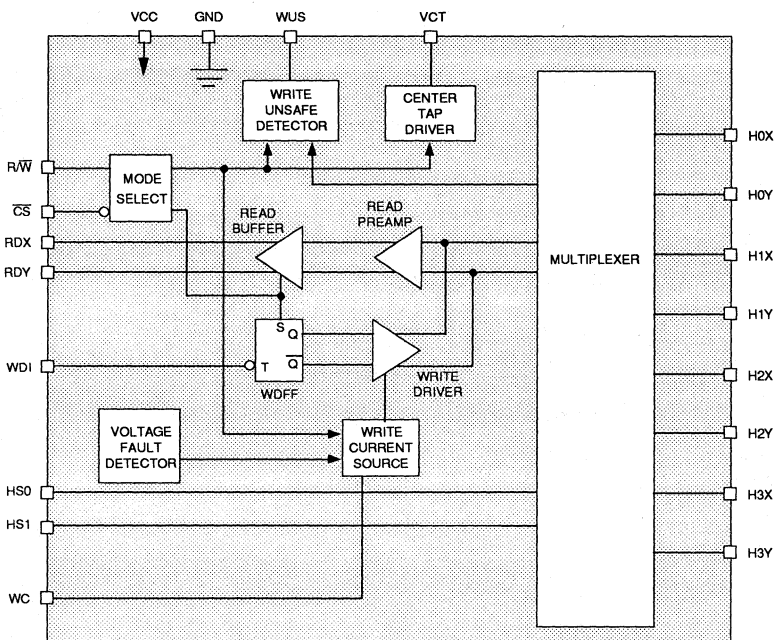 VCC GND WUS VCT
WRITE
UNSAFE
DETECTOR
CENTER
TAP
DRIVER
R/W̅
MODE
SELECT
C̅S̅
RDX
RDY
READ
BUFFER
READ
PREAMP
MULTIPLEXER
S
Q
T
Q̅
WDFF
WDI
WRITE
DRIVER
VOLTAGE
FAULT
DETECTOR
WRITE
CURRENT
SOURCE
HS0
HS1
WC
H0X
H0Y
H1X
H1Y
H2X
H2Y
H3X
H3Y